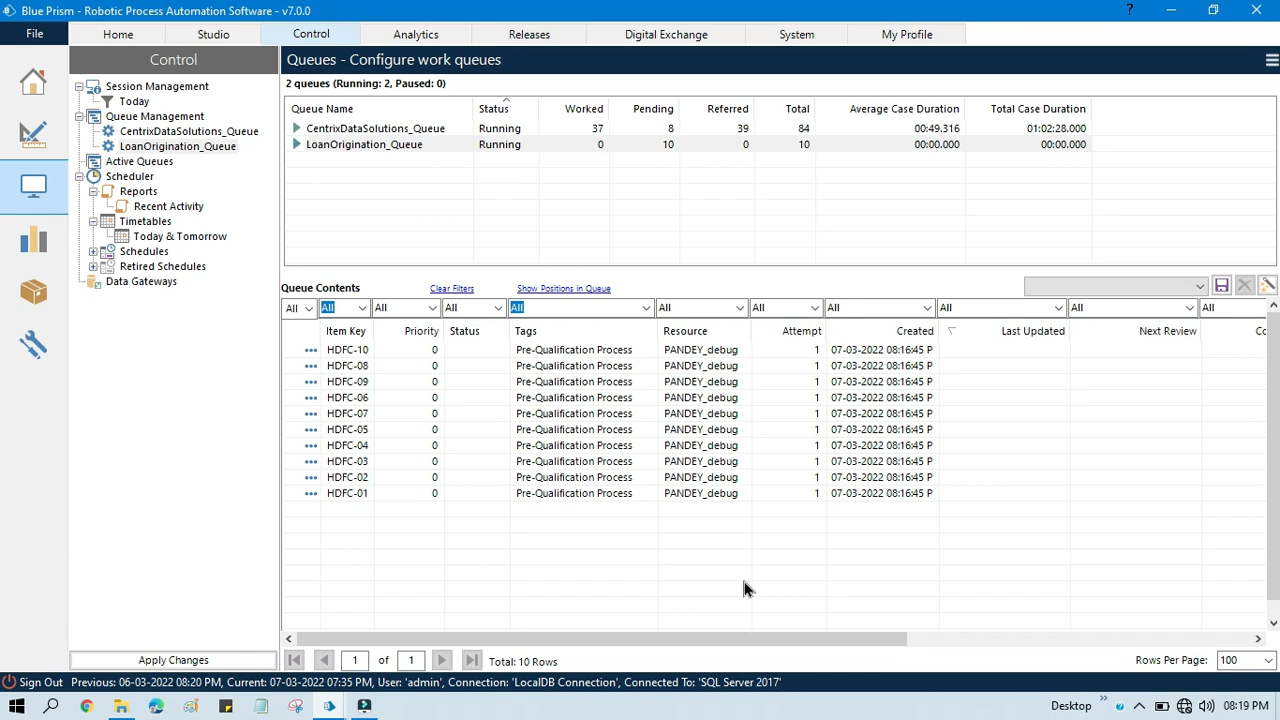 Blue Prism - Robotic Process Automation Software - v7.0.0
?
File
Home
Studio
Control
Analytics
Releases
Digital Exchange
System
My Profile
Control
Session Management
Today
Queue Management
CentrixDataSolutions_Queue
LoanOrigination_Queue
Active Queues
Scheduler
Reports
Recent Activity
Timetables
Today & Tomorrow
Schedules
Retired Schedules
Data Gateways
Apply Changes
Queues - Configure work queues
2 queues (Running: 2, Paused: 0)
Queue Name Status Worked Pending Referred Total Average Case Duration Total Case Duration
CentrixDataSolutions_Queue Running 37 8 39 84 00:49.316 01:02:28.000
LoanOrigination_Queue Running 0 10 0 10 00:00.000 00:00.000
Queue Contents Clear Filters Show Positions in Queue
All All All All All All All All All All All
Item Key Priority Status Tags Resource Attempt Created Last Updated Next Review Co
HDFC-10 0 Pre-Qualification Process PANDEY_debug 1 07-03-2022 08:16:45 P
HDFC-08 0 Pre-Qualification Process PANDEY_debug 1 07-03-2022 08:16:45 P
HDFC-09 0 Pre-Qualification Process PANDEY_debug 1 07-03-2022 08:16:45 P
HDFC-06 0 Pre-Qualification Process PANDEY_debug 1 07-03-2022 08:16:45 P
HDFC-07 0 Pre-Qualification Process PANDEY_debug 1 07-03-2022 08:16:45 P
HDFC-05 0 Pre-Qualification Process PANDEY_debug 1 07-03-2022 08:16:45 P
HDFC-04 0 Pre-Qualification Process PANDEY_debug 1 07-03-2022 08:16:45 P
HDFC-03 0 Pre-Qualification Process PANDEY_debug 1 07-03-2022 08:16:45 P
HDFC-02 0 Pre-Qualification Process PANDEY_debug 1 07-03-2022 08:16:45 P
HDFC-01 0 Pre-Qualification Process PANDEY_debug 1 07-03-2022 08:16:45 P
1 of 1 Total: 10 Rows Rows Per Page: 100
Sign Out Previous: 06-03-2022 08:20 PM, Current: 07-03-2022 07:35 PM, User: 'admin', Connection: 'LocalDB Connection', Connected To: 'SQL Server 2017'
Desktop 08:19 PM